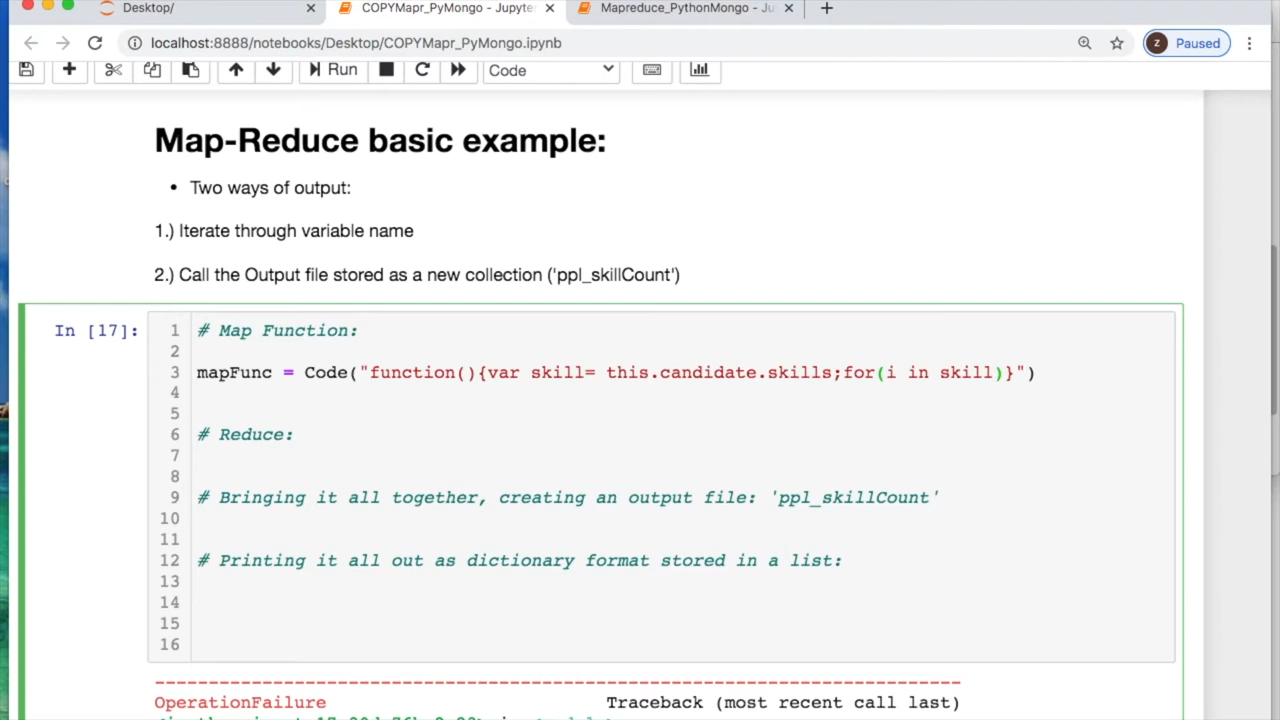 Desktop/
COPYMapr_PyMongo - Jupyte
Mapreduce_PythonMongo - Ju
localhost:8888/notebooks/Desktop/COPYMapr_PyMongo.ipynb
z Paused
Run
Code
Map-Reduce basic example:
• Two ways of output:
1.) Iterate through variable name
2.) Call the Output file stored as a new collection ('ppl_skillCount')
In [17]:
1 # Map Function:
2
3 mapFunc = Code("function(){var skill= this.candidate.skills;for(i in skill)}")
4
5
6 # Reduce:
7
8
9 # Bringing it all together, creating an output file: 'ppl_skillCount'
10
11
12 # Printing it all out as dictionary format stored in a list:
13
14
15
16
OperationFailure Traceback (most recent call last)